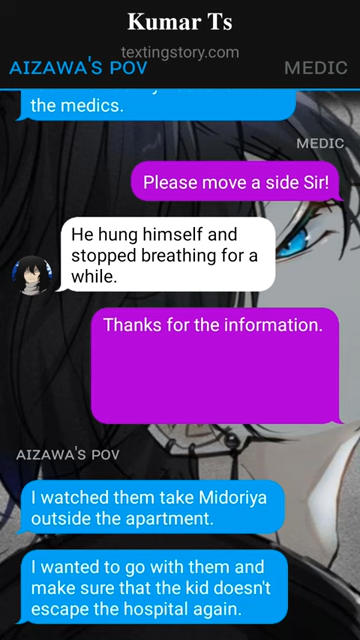 Kumar Ts
textingstory.com
AIZAWA'S POV
MEDIC
the medics.
MEDIC
Please move a side Sir!
He hung himself and
stopped breathing for a
while.
Thanks for the information.
AIZAWA'S POV
I watched them take Midoriya
outside the apartment.
I wanted to go with them and
make sure that the kid doesn't
escape the hospital again.